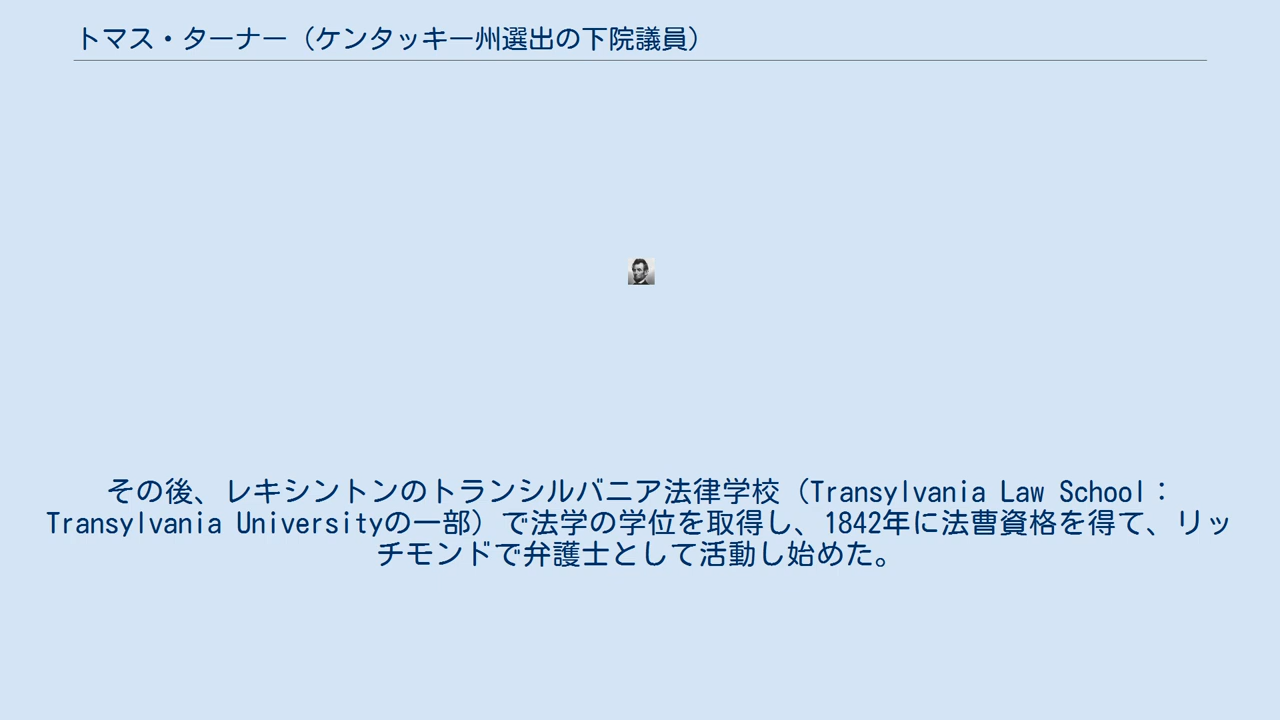 トマス・ターナー（ケンタッキー州選出の下院議員）
その後、レキシントンのトランシルバニア法律学校（Transylvania Law School：
Transylvania Universityの一部）で法学の学位を取得し、1842年に法曹資格を得て、リッ
チモンドで弁護士として活動し始めた。